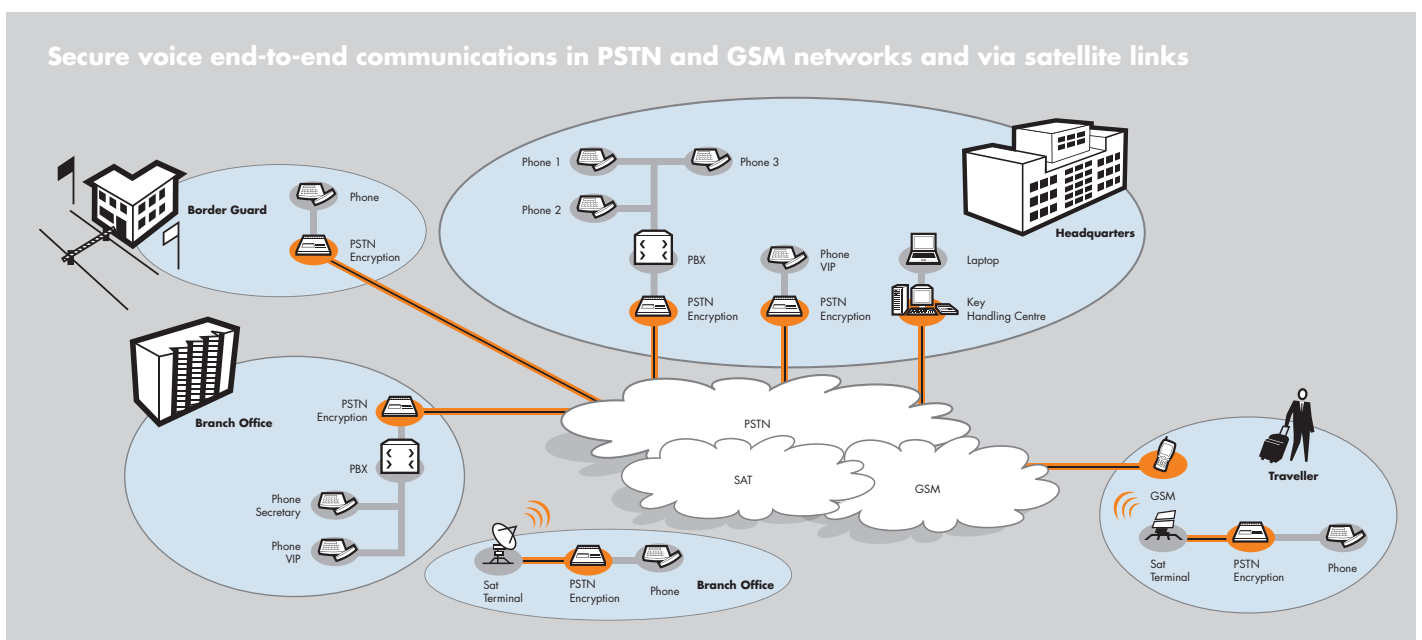 Secure voice end-to-end communications in PSTN and GSM networks and via satellite links
Phone 1
Phone 3
Phone 2
PBX
PSTN
Encryption
Phone
VIP
PSTN
Encryption
Laptop
Key
Handling Centre
Headquarters
Border Guard
Phone
PSTN
Encryption
Branch Office
PSTN
Encryption
PBX
Phone
Secretary
Phone
VIP
PSTN
SAT
GSM
Sat
Terminal
PSTN
Encryption
Phone
Branch Office
Traveller
GSM
Sat
Terminal
PSTN
Encryption
Phone